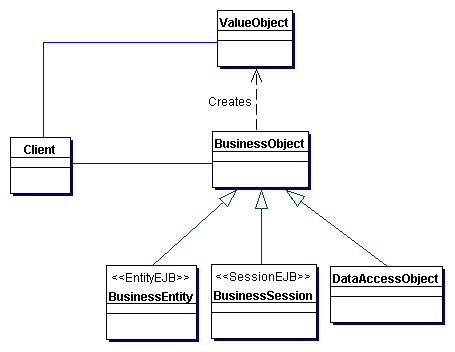 ValueObject
Creates
Client
BusinessObject
<<EntityEJB>>
BusinessEntity
<<SessionEJB>>
BusinessSession
DataAccessObject